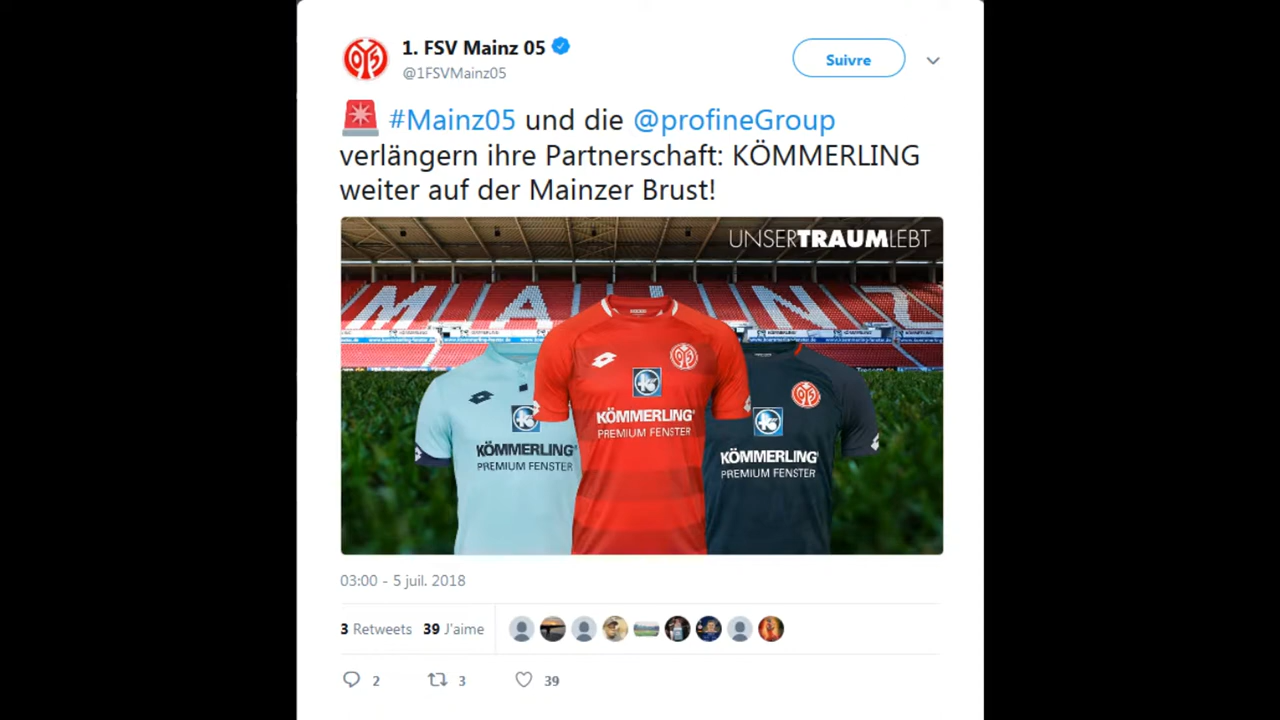 1. FSV Mainz 05
@1FSVMainz05
Suivre
#Mainz05 und die @profineGroup
verlängern ihre Partnerschaft: KÖMMERLING
weiter auf der Mainzer Brust!
UNSERTRAUMLEBT
MAINZ
KÖMMERLING®
PREMIUM FENSTER
KÖMMERLING®
PREMIUM FENSTER
KÖMMERLING®
PREMIUM FENSTER
03:00 - 5 juil. 2018
3 Retweets 39 J'aime
2 3 39